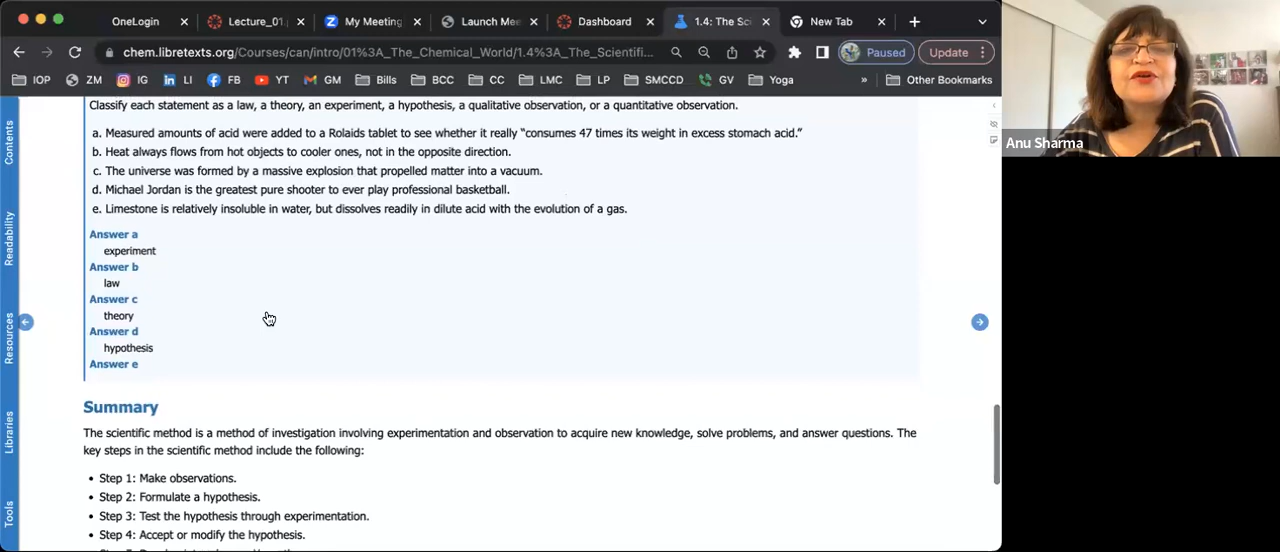 OneLogin
Lecture_01.
My Meeting
Launch Mee
Dashboard
1.4: The Sci
New Tab
chem.libretexts.org/Courses/can/intro/01%3A_The_Chemical_World/1.4%3A_The_Scientifi...
Paused
Update
IOP ZM IG LI FB YT GM Bills BCC CC LMC LP SMCCD GV Yoga » Other Bookmarks
Contents
Readability
Resources
Libraries
Tools
Classify each statement as a law, a theory, an experiment, a hypothesis, a qualitative observation, or a quantitative observation.
a. Measured amounts of acid were added to a Rolaids tablet to see whether it really “consumes 47 times its weight in excess stomach acid.”
b. Heat always flows from hot objects to cooler ones, not in the opposite direction.
c. The universe was formed by a massive explosion that propelled matter into a vacuum.
d. Michael Jordan is the greatest pure shooter to ever play professional basketball.
e. Limestone is relatively insoluble in water, but dissolves readily in dilute acid with the evolution of a gas.
Answer a
experiment
Answer b
law
Answer c
theory
Answer d
hypothesis
Answer e
Summary
The scientific method is a method of investigation involving experimentation and observation to acquire new knowledge, solve problems, and answer questions. The
key steps in the scientific method include the following:
• Step 1: Make observations.
• Step 2: Formulate a hypothesis.
• Step 3: Test the hypothesis through experimentation.
• Step 4: Accept or modify the hypothesis.
Anu Sharma